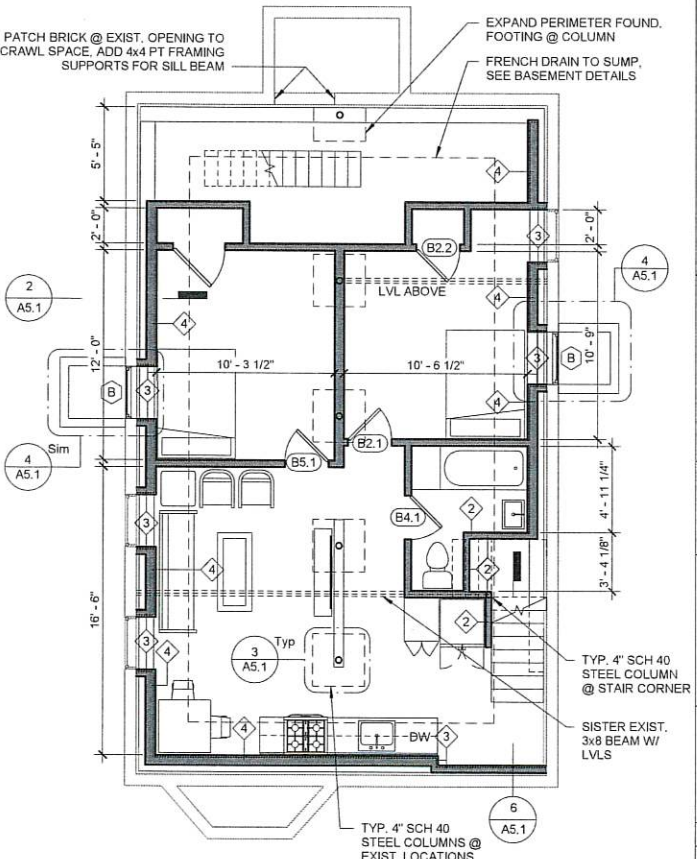 PATCH BRICK @ EXIST. OPENING TO
CRAWL SPACE, ADD 4x4 PT FRAMING
SUPPORTS FOR SILL BEAM
EXPAND PERIMETER FOUND.
FOOTING @ COLUMN
FRENCH DRAIN TO SUMP,
SEE BASEMENT DETAILS
5' - 5"
4
2' - 0"
B2.2
3
2' - 0"
2
A5.1
4
A5.1
LVL ABOVE
4
4
12' - 0"
10' - 3 1/2"
10' - 6 1/2"
3
B
10' - 9"
B
3
4
Sim
4
A5.1
B5.1
B2.1
3
B4.1
2
4' - 11 1/4"
4
2
3' - 4 1/8"
16' - 6"
3
4
3
A5.1
Typ
2
TYP. 4" SCH 40
STEEL COLUMN
@ STAIR CORNER
SISTER EXIST.
3x8 BEAM W/
LVLS
4
DW
3
6
A5.1
TYP. 4" SCH 40
STEEL COLUMNS @
EXIST. LOCATIONS